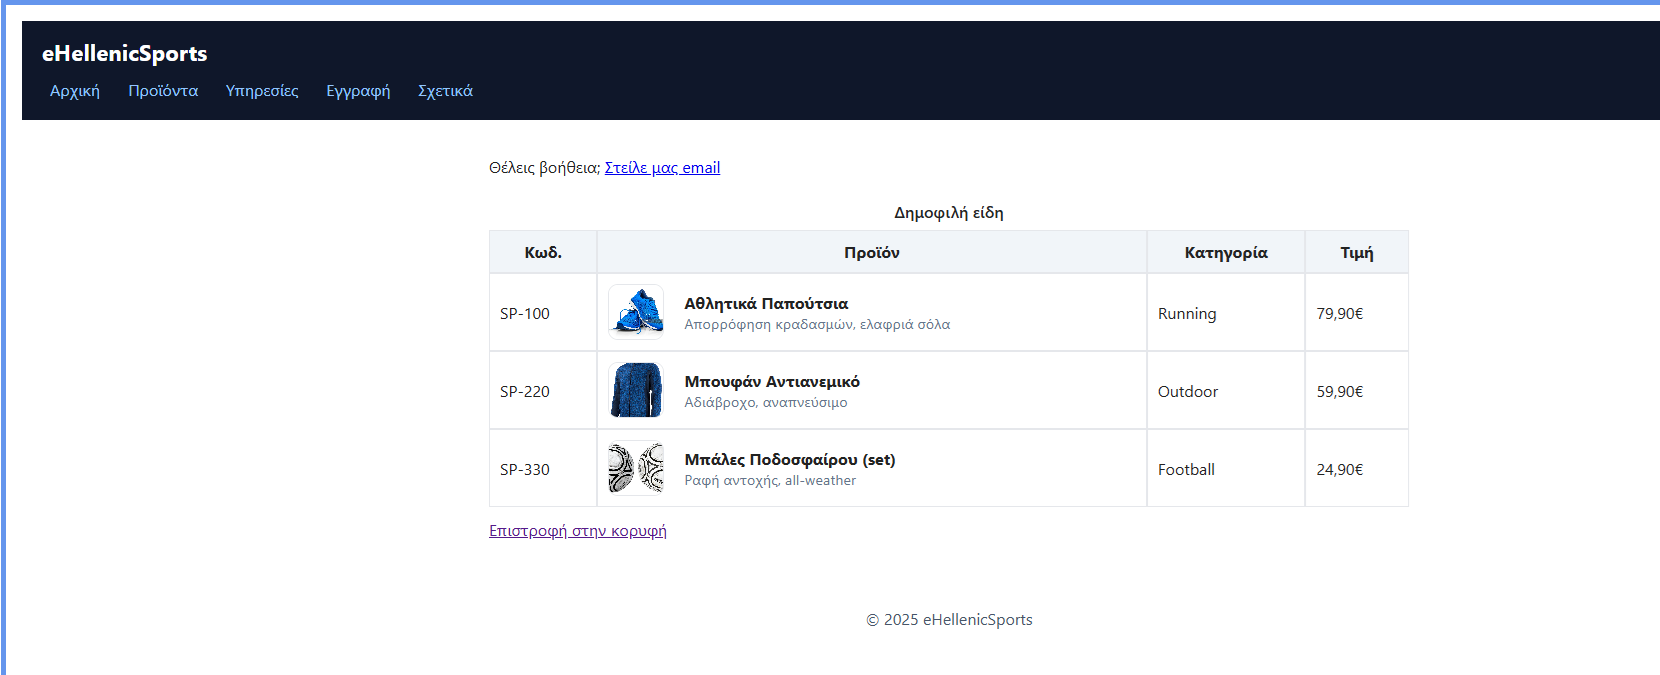 eHellenicSports
Αρχική Προϊόντα Υπηρεσίες Εγγραφή Σχετικά
Θέλεις βοήθεια; Στείλε μας email
Δημοφιλή είδη
Κωδ. Προϊόν Κατηγορία Τιμή
SP-100 Αθλητικά Παπούτσια Running 79,90€
Απορρόφηση κραδασμών, ελαφριά σόλα
SP-220 Μπουφάν Αντιανεμικό Outdoor 59,90€
Αδιάβροχο, αναπνεύσιμο
SP-330 Μπάλες Ποδοσφαίρου (set) Football 24,90€
Ραφή αντοχής, all-weather
Επιστροφή στην κορυφή
© 2025 eHellenicSports